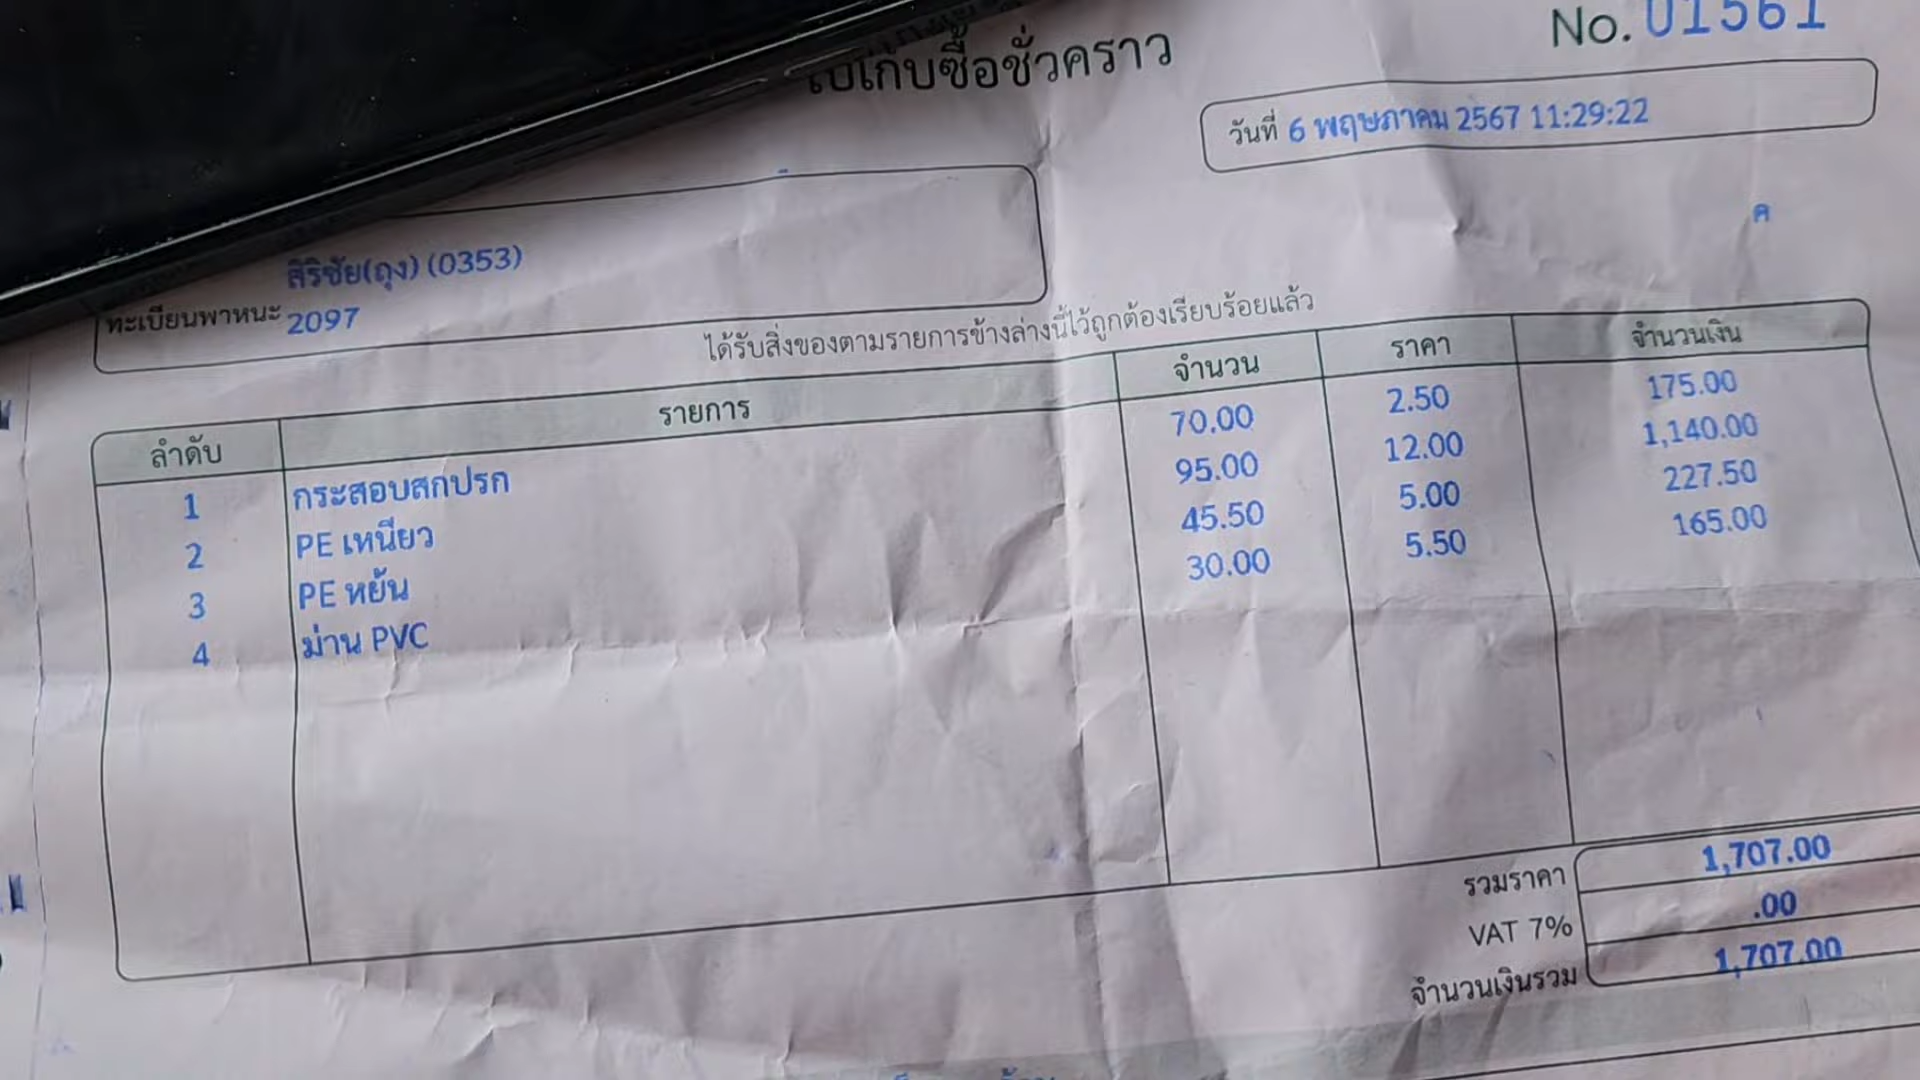 ใบเก็บซื้อชั่วคราว
No. 01561
วันที่ 6 พฤษภาคม 2567 11:29:22
ค
สิริชัย(ถุง) (0353)
ทะเบียนพาหนะ 2097
ได้รับสิ่งของตามรายการข้างล่างนี้ไว้ถูกต้องเรียบร้อยแล้ว
ลำดับ รายการ จำนวน ราคา จำนวนเงิน
1 กระสอบสกปรก 70.00 2.50 175.00
2 PE เหนียว 95.00 12.00 1,140.00
3 PE หย้น 45.50 5.00 227.50
4 ม่าน PVC 30.00 5.50 165.00
รวมราคา 1,707.00
VAT 7% .00
จำนวนเงินรวม 1,707.00